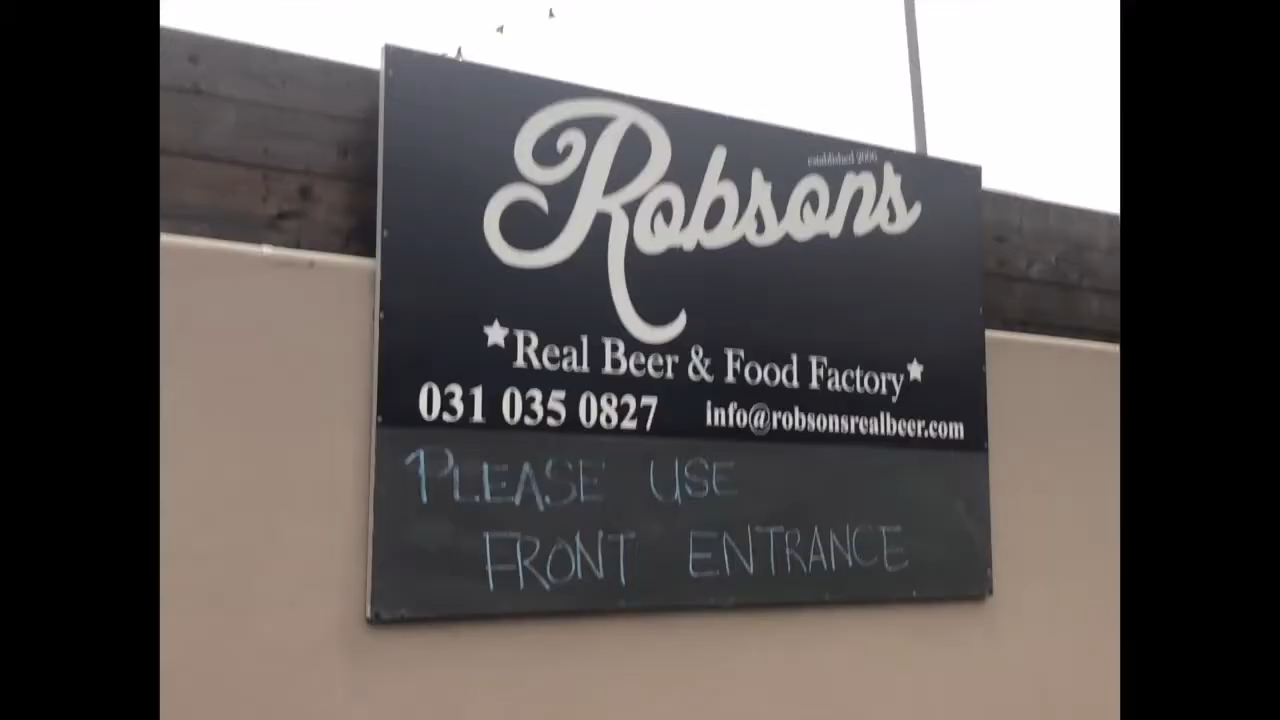 established 2006
Robsons
Real Beer & Food Factory
031 035 0827 info@robsonsrealbeer.com
PLEASE USE
FRONT ENTRANCE